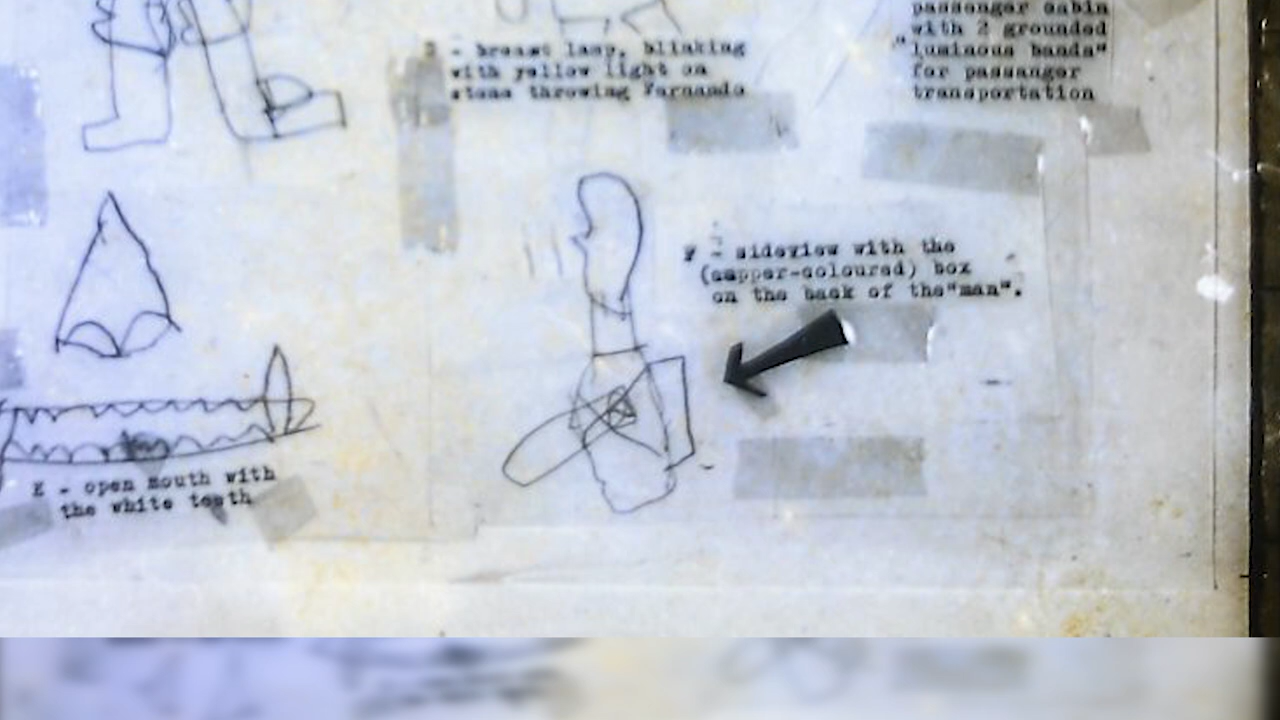 passenger cabin
with 2 grounded
"luminous bands"
for passanger
transportation
D - breast lamp, blinking
with yellow light on
stone throwing Fernando
F - sideview with the
(copper-coloured) box
on the back of the "man".
E - open mouth with
the white teeth